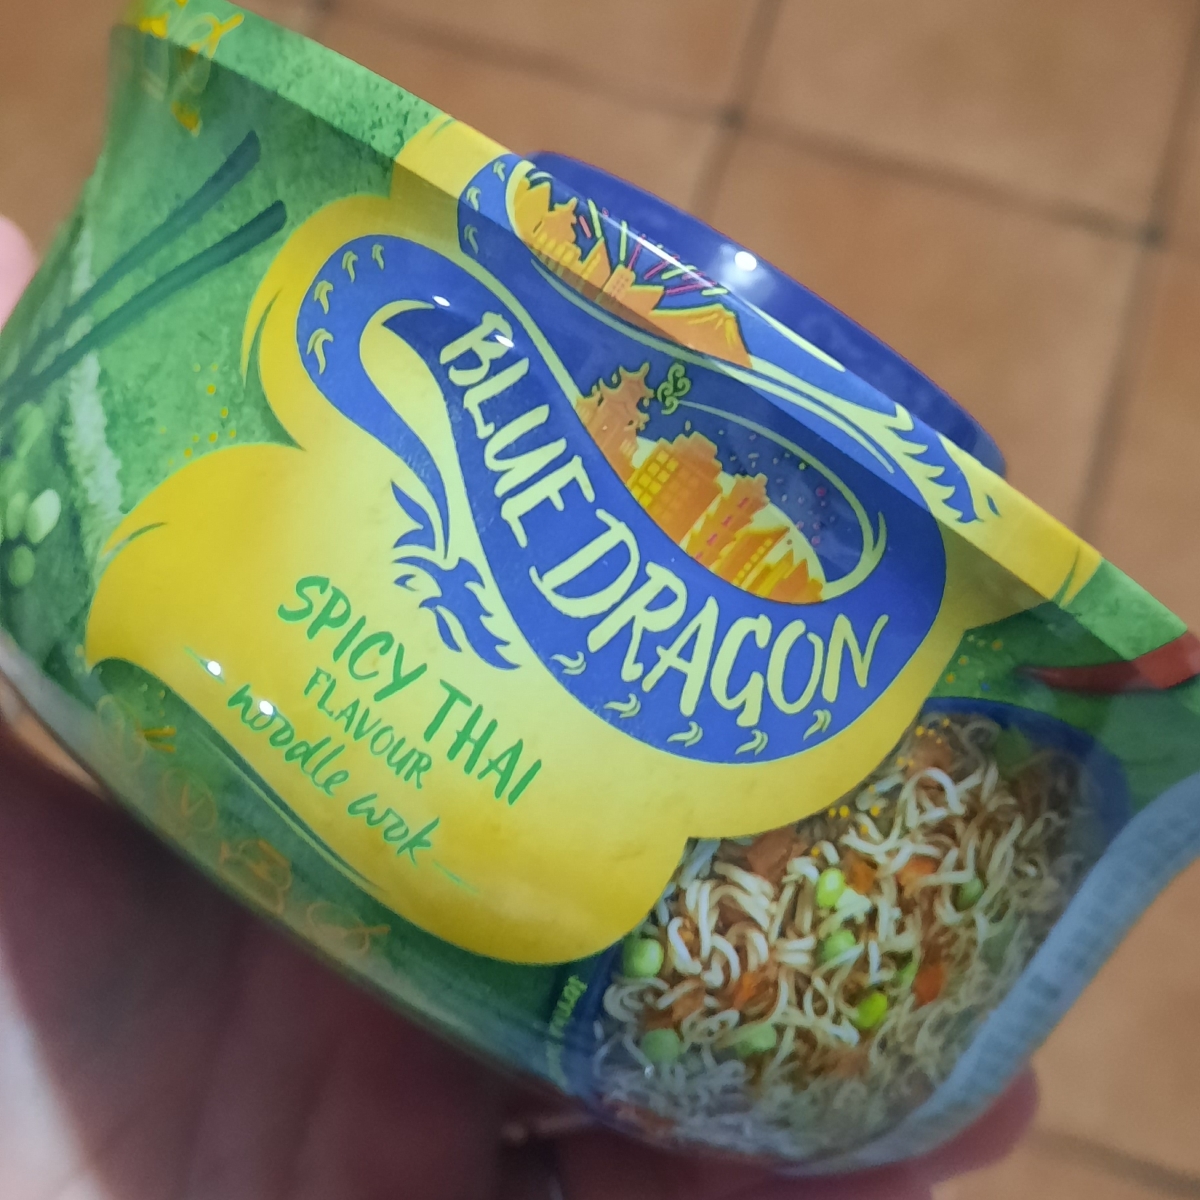 BLUE DRAGON
SPICY THAI
FLAVOUR
noodle wok